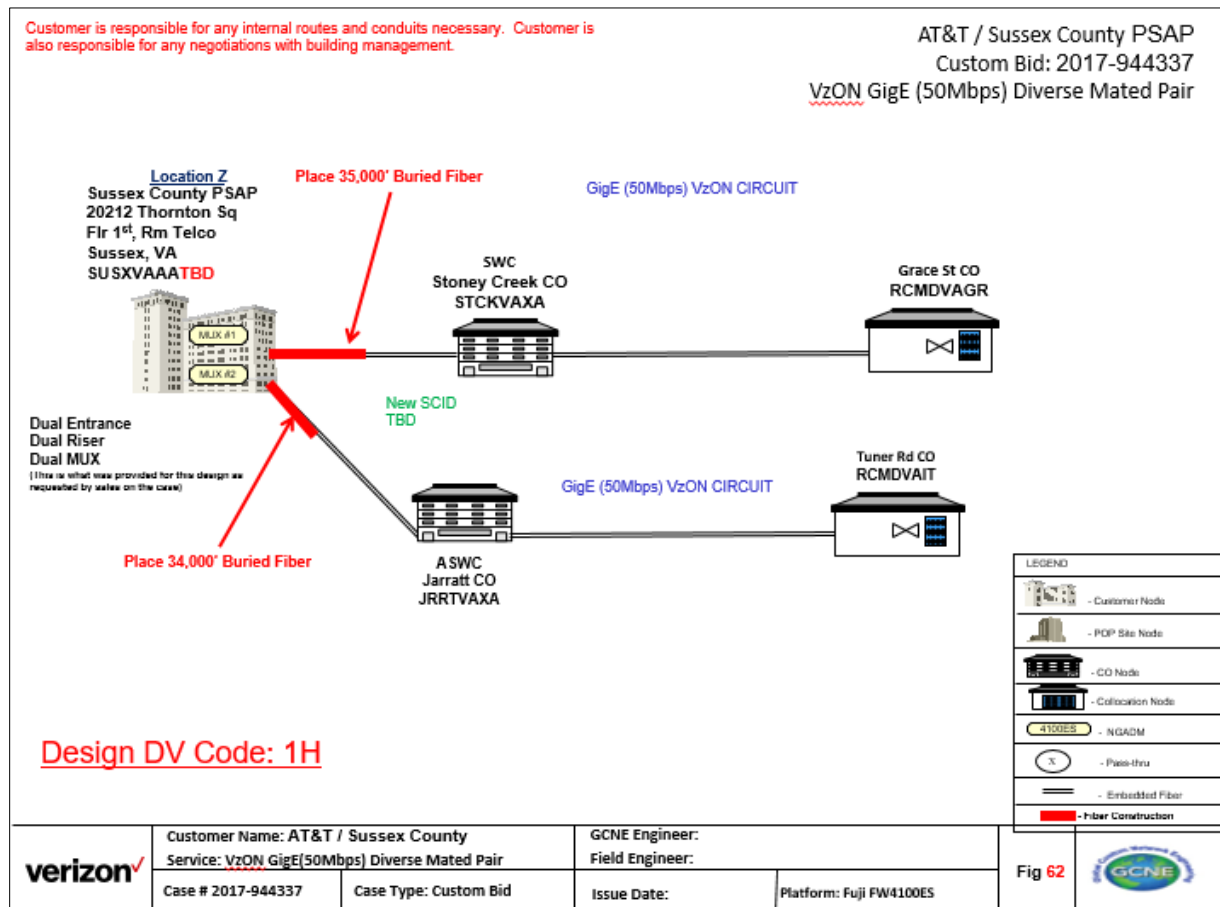 Customer is responsible for any internal routes and conduits necessary. Customer is
also responsible for any negotiations with building management.
AT&T / Sussex County PSAP
Custom Bid: 2017-944337
VzON GigE (50Mbps) Diverse Mated Pair
Location Z
Sussex County PSAP
20212 Thornton Sq
Flr 1st, Rm Telco
Sussex, VA
SUSXVAAATBD
Place 35,000' Buried Fiber
GigE (50Mbps) VzON CIRCUIT
SWC
Stoney Creek CO
STCKVAXA
Grace St CO
RCMDVAGR
MUX #1
MUX #2
New SCID
TBD
Dual Entrance
Dual Riser
Dual MUX
(This is what was provided for this design as
requested by sales on the case)
GigE (50Mbps) VzON CIRCUIT
Tuner Rd CO
RCMDVAIT
Place 34,000' Buried Fiber
ASWC
Jarratt CO
JRRTVAXA
LEGEND
- Customer Node
- POP Site Node
- CO Node
- Collocation Node
4100ES - NGADM
X - Pass-thru
- Embedded Fiber
- Fiber Construction
Design DV Code: 1H
verizon
Customer Name: AT&T / Sussex County
Service: VzON GigE(50Mbps) Diverse Mated Pair
Case # 2017-944337
Case Type: Custom Bid
GCNE Engineer:
Field Engineer:
Issue Date:
Platform: Fuji FW4100ES
Fig 62
GCNE